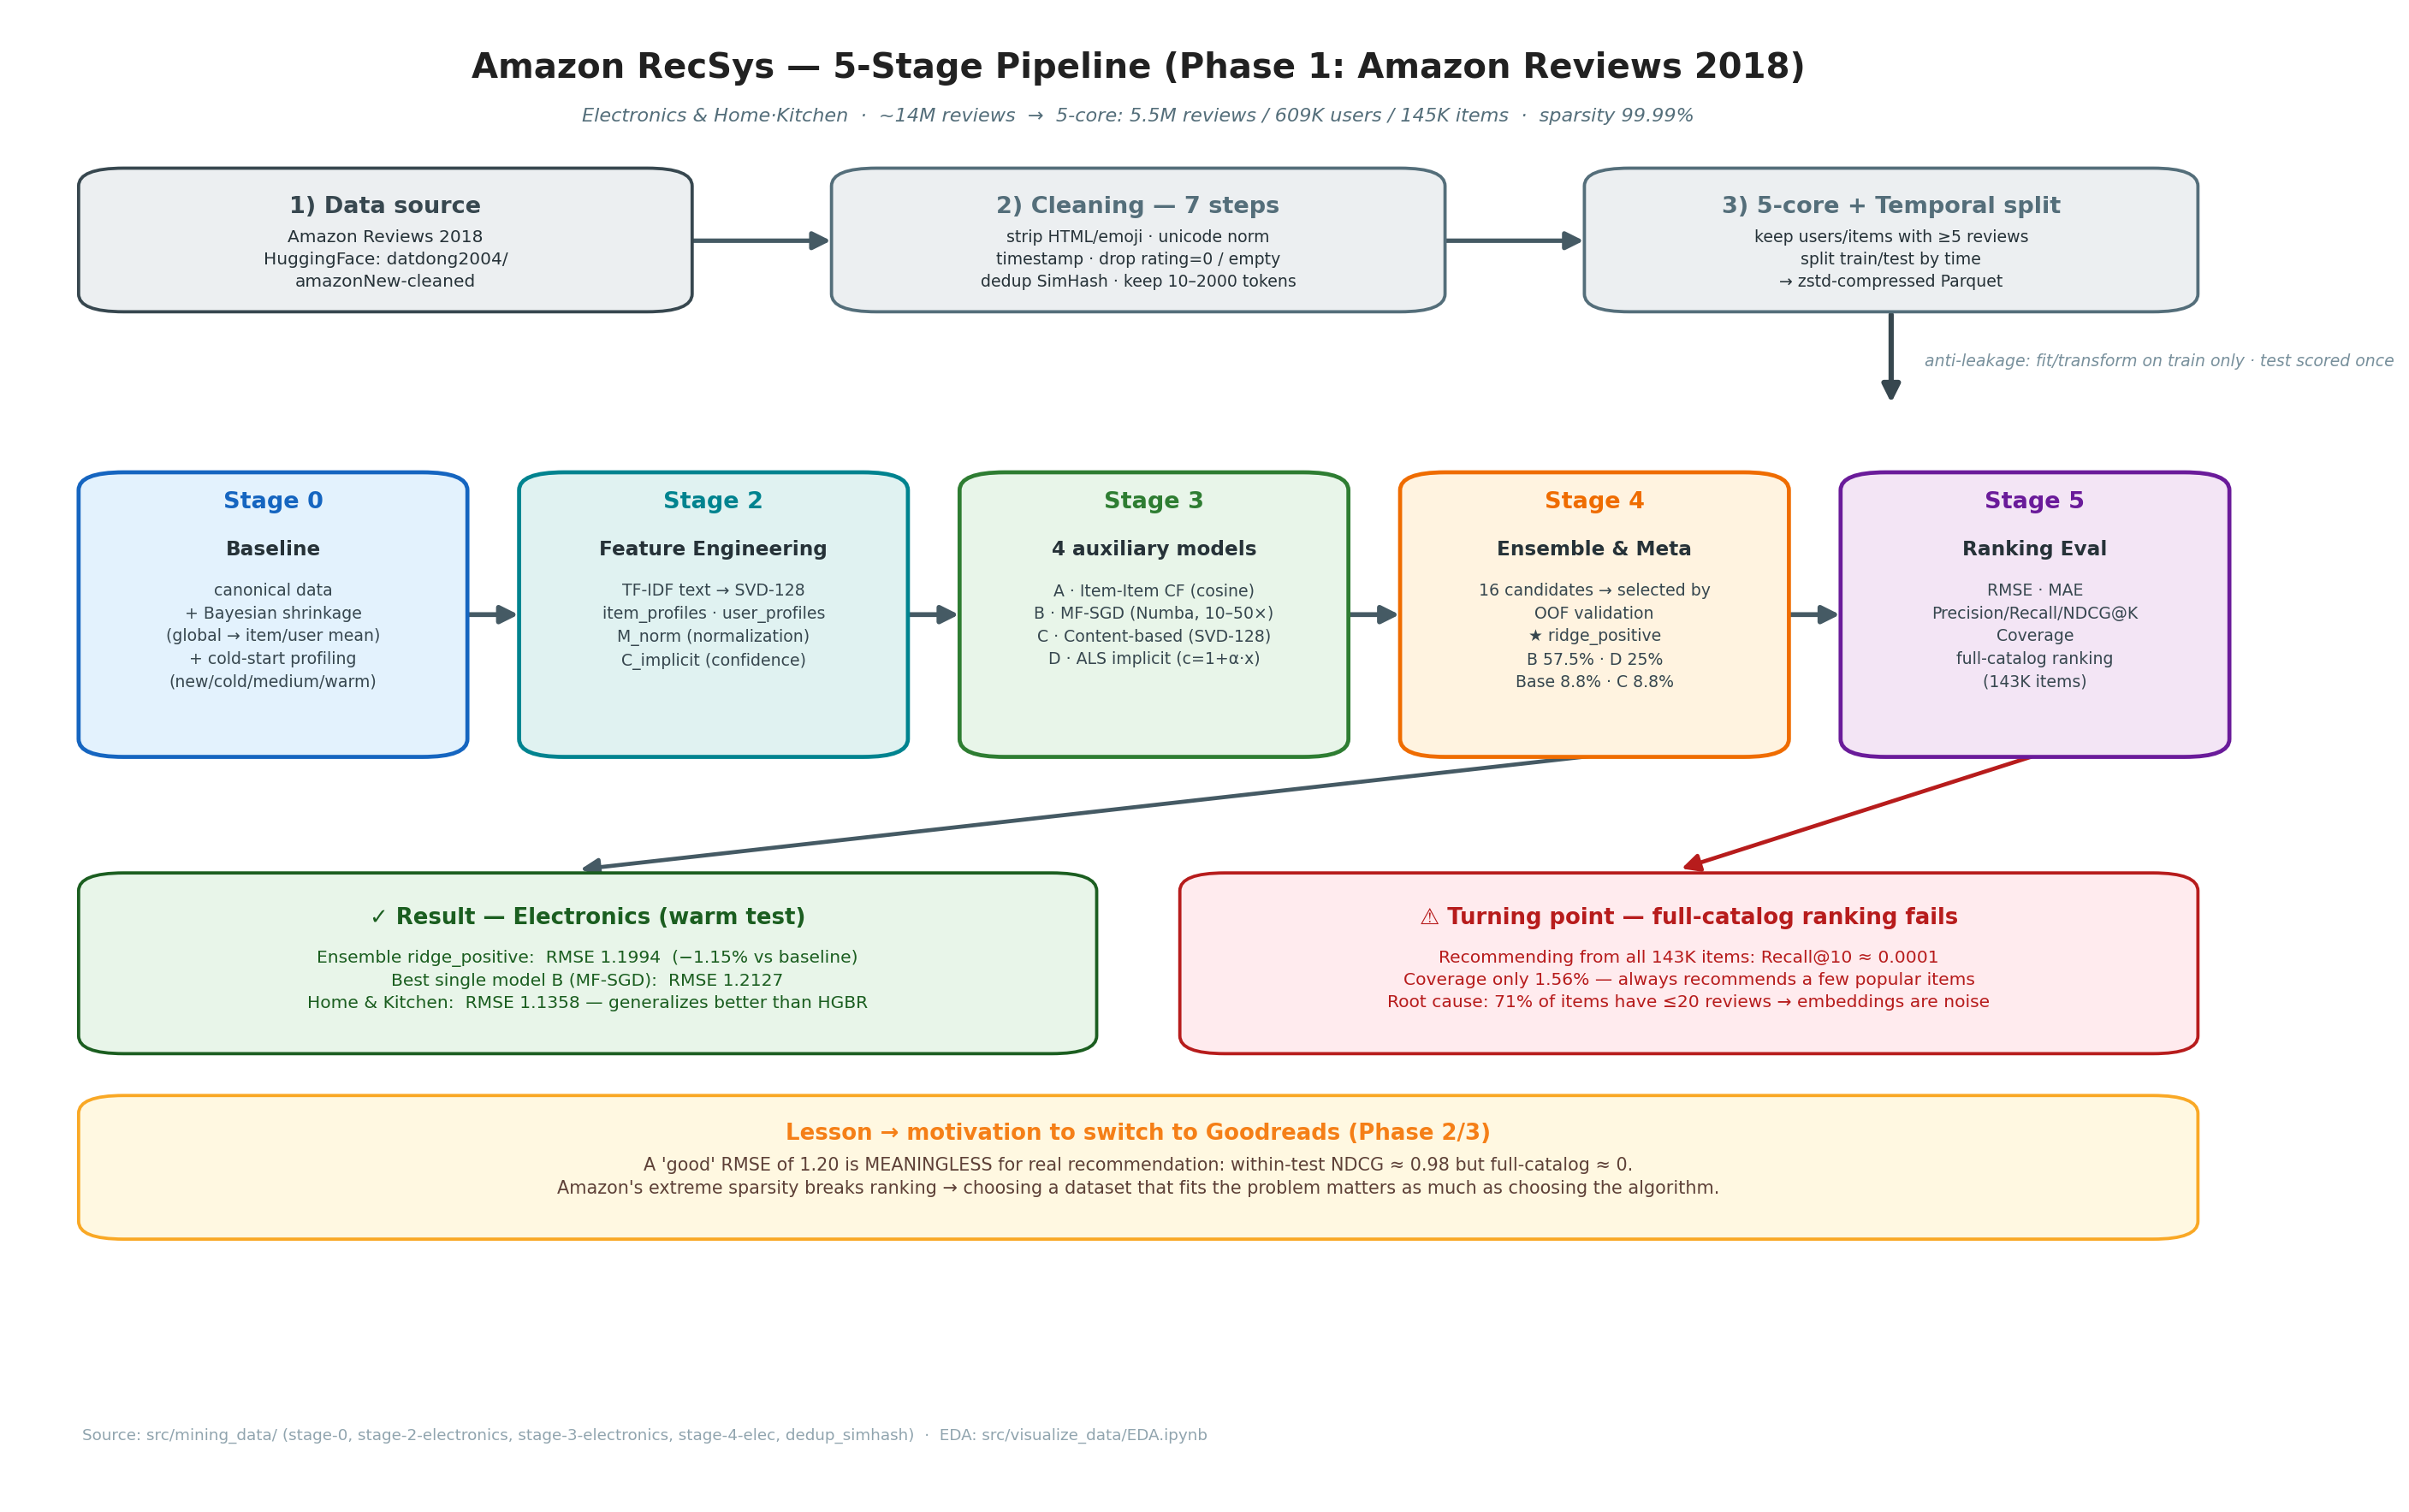 Amazon RecSys — 5-Stage Pipeline (Phase 1: Amazon Reviews 2018)
Electronics & Home·Kitchen · ~14M reviews → 5-core: 5.5M reviews / 609K users / 145K items · sparsity 99.99%
1) Data source
Amazon Reviews 2018
HuggingFace: datdong2004/
amazonNew-cleaned
2) Cleaning — 7 steps
strip HTML/emoji · unicode norm
timestamp · drop rating=0 / empty
dedup SimHash · keep 10–2000 tokens
3) 5-core + Temporal split
keep users/items with ≥5 reviews
split train/test by time
→ zstd-compressed Parquet
anti-leakage: fit/transform on train only · test scored once
Stage 0
Baseline
canonical data
+ Bayesian shrinkage
(global → item/user mean)
+ cold-start profiling
(new/cold/medium/warm)
Stage 2
Feature Engineering
TF-IDF text → SVD-128
item_profiles · user_profiles
M_norm (normalization)
C_implicit (confidence)
Stage 3
4 auxiliary models
A · Item-Item CF (cosine)
B · MF-SGD (Numba, 10–50×)
C · Content-based (SVD-128)
D · ALS implicit (c=1+α·x)
Stage 4
Ensemble & Meta
16 candidates → selected by
OOF validation
★ ridge_positive
B 57.5% · D 25%
Base 8.8% · C 8.8%
Stage 5
Ranking Eval
RMSE · MAE
Precision/Recall/NDCG@K
Coverage
full-catalog ranking
(143K items)
✓ Result — Electronics (warm test)
Ensemble ridge_positive: RMSE 1.1994 (−1.15% vs baseline)
Best single model B (MF-SGD): RMSE 1.2127
Home & Kitchen: RMSE 1.1358 — generalizes better than HGBR
⚠ Turning point — full-catalog ranking fails
Recommending from all 143K items: Recall@10 ≈ 0.0001
Coverage only 1.56% — always recommends a few popular items
Root cause: 71% of items have ≤20 reviews → embeddings are noise
Lesson → motivation to switch to Goodreads (Phase 2/3)
A 'good' RMSE of 1.20 is MEANINGLESS for real recommendation: within-test NDCG ≈ 0.98 but full-catalog ≈ 0.
Amazon's extreme sparsity breaks ranking → choosing a dataset that fits the problem matters as much as choosing the algorithm.
Source: src/mining_data/ (stage-0, stage-2-electronics, stage-3-electronics, stage-4-elec, dedup_simhash) · EDA: src/visualize_data/EDA.ipynb